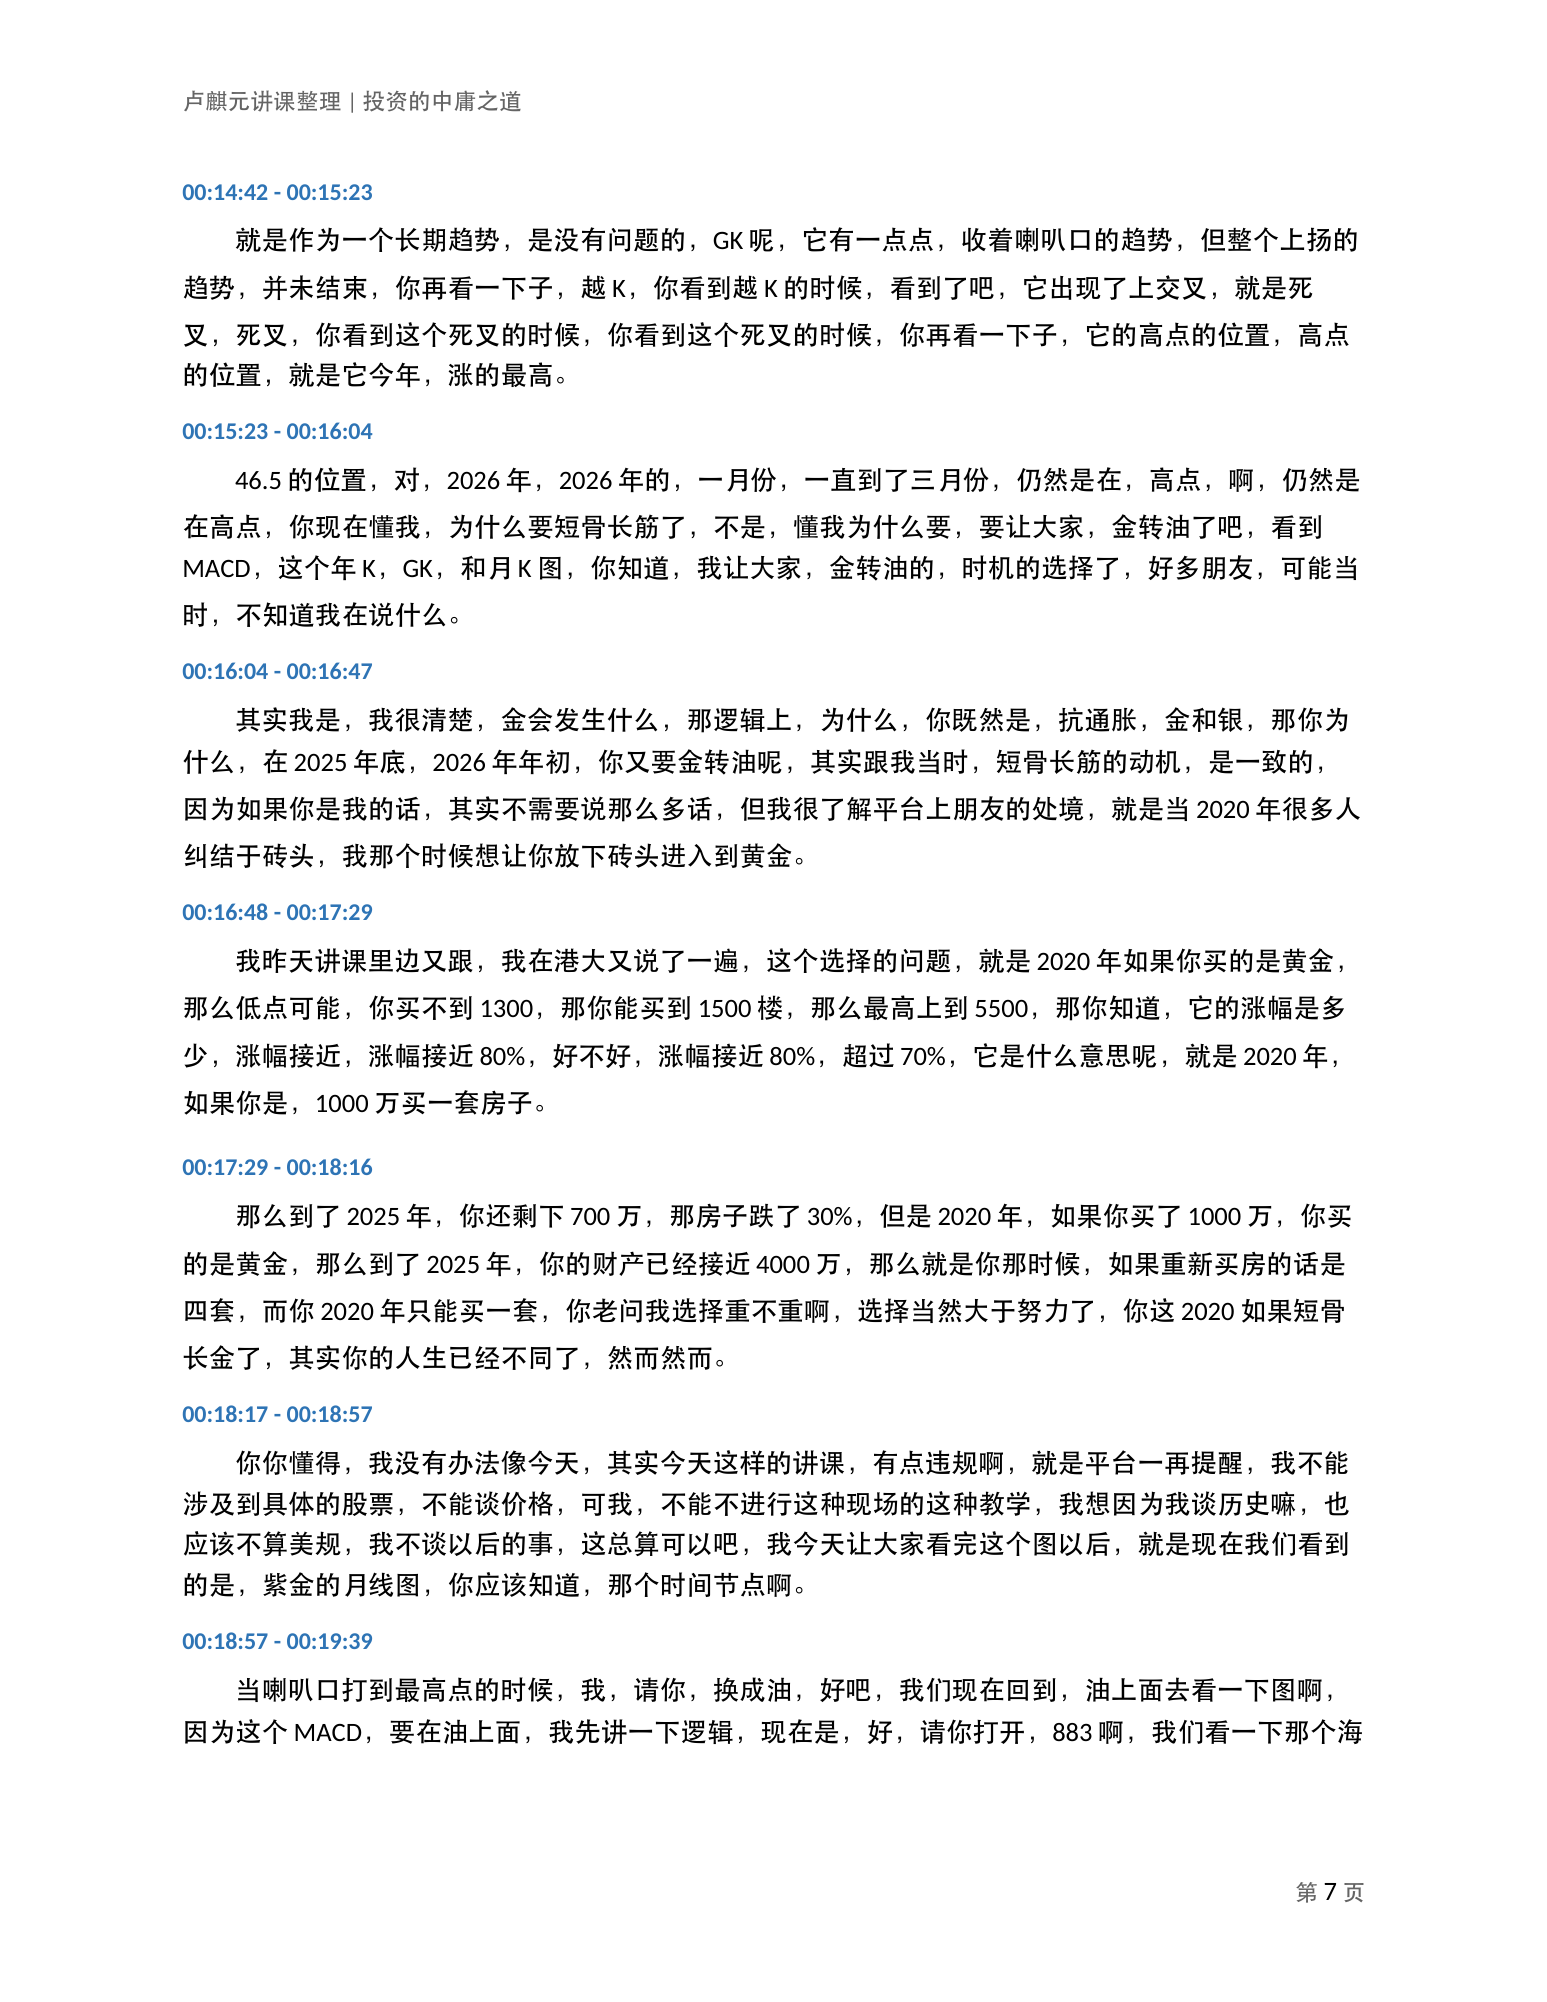 卢麒元讲课整理 | 投资的中庸之道
00:14:42 - 00:15:23
就是作为一个长期趋势，是没有问题的，GK 呢，它有一点点，收着喇叭口的趋势，但整个上扬的
趋势，并未结束，你再看一下子，越 K，你看到越 K 的时候，看到了吧，它出现了上交叉，就是死
叉，死叉，你看到这个死叉的时候，你看到这个死叉的时候，你再看一下子，它的高点的位置，高点
的位置，就是它今年，涨的最高。
00:15:23 - 00:16:04
46.5 的位置，对，2026 年，2026 年的，一月份，一直到了三月份，仍然是在，高点，啊，仍然是
在高点，你现在懂我，为什么要短骨长筋了，不是，懂我为什么要，要让大家，金转油了吧，看到
MACD，这个年 K，GK，和月 K 图，你知道，我让大家，金转油的，时机的选择了，好多朋友，可能当
时，不知道我在说什么。
00:16:04 - 00:16:47
其实我是，我很清楚，金会发生什么，那逻辑上，为什么，你既然是，抗通胀，金和银，那你为
什么，在 2025 年底，2026 年年初，你又要金转油呢，其实跟我当时，短骨长筋的动机，是一致的，
因为如果你是我的话，其实不需要说那么多话，但我很了解平台上朋友的处境，就是当 2020 年很多人
纠结于砖头，我那个时候想让你放下砖头进入到黄金。
00:16:48 - 00:17:29
我昨天讲课里边又跟，我在港大又说了一遍，这个选择的问题，就是 2020 年如果你买的是黄金，
那么低点可能，你买不到 1300，那你能买到 1500 楼，那么最高上到 5500，那你知道，它的涨幅是多
少，涨幅接近，涨幅接近 80%，好不好，涨幅接近 80%，超过 70%，它是什么意思呢，就是 2020 年，
如果你是，1000 万买一套房子。
00:17:29 - 00:18:16
那么到了 2025 年，你还剩下 700 万，那房子跌了 30%，但是 2020 年，如果你买了 1000 万，你买
的是黄金，那么到了 2025 年，你的财产已经接近 4000 万，那么就是你那时候，如果重新买房的话是
四套，而你 2020 年只能买一套，你老问我选择重不重啊，选择当然大于努力了，你这 2020 如果短骨
长金了，其实你的人生已经不同了，然而然而。
00:18:17 - 00:18:57
你你懂得，我没有办法像今天，其实今天这样的讲课，有点违规啊，就是平台一再提醒，我不能
涉及到具体的股票，不能谈价格，可我，不能不进行这种现场的这种教学，我想因为我谈历史嘛，也
应该不算美规，我不谈以后的事，这总算可以吧，我今天让大家看完这个图以后，就是现在我们看到
的是，紫金的月线图，你应该知道，那个时间节点啊。
00:18:57 - 00:19:39
当喇叭口打到最高点的时候，我，请你，换成油，好吧，我们现在回到，油上面去看一下图啊，
因为这个 MACD，要在油上面，我先讲一下逻辑，现在是，好，请你打开，883 啊，我们看一下那个海
第 7 页